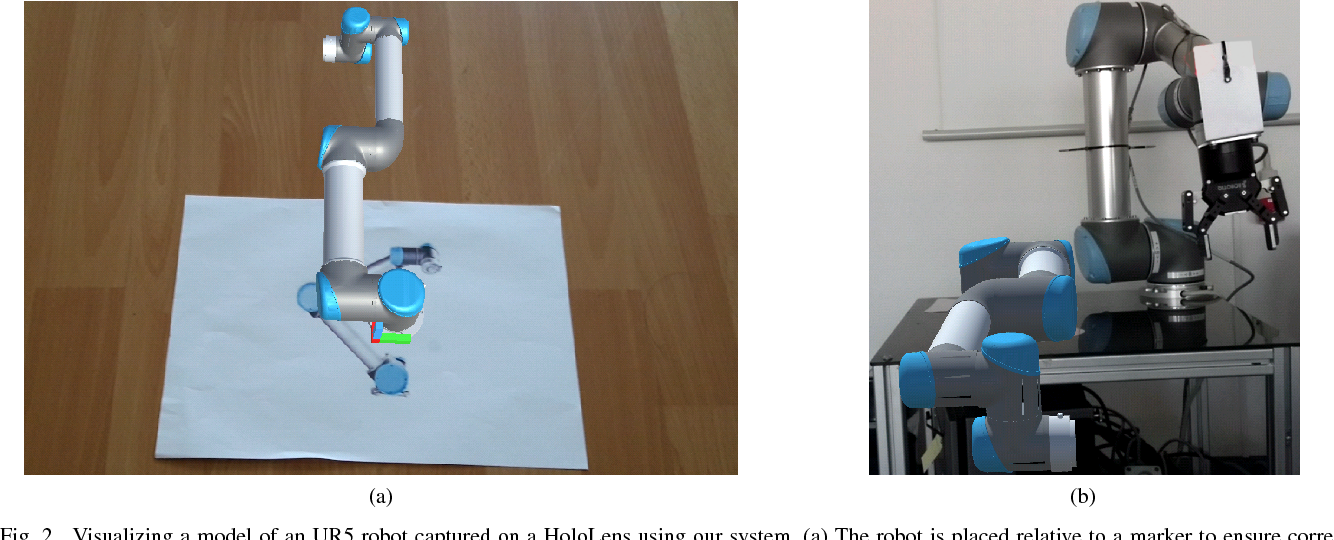 (a)
(b)
Fig. 2. Visualizing a model of an UR5 robot captured on a HoloLens using our system. (a) The robot is placed relative to a marker to ensure